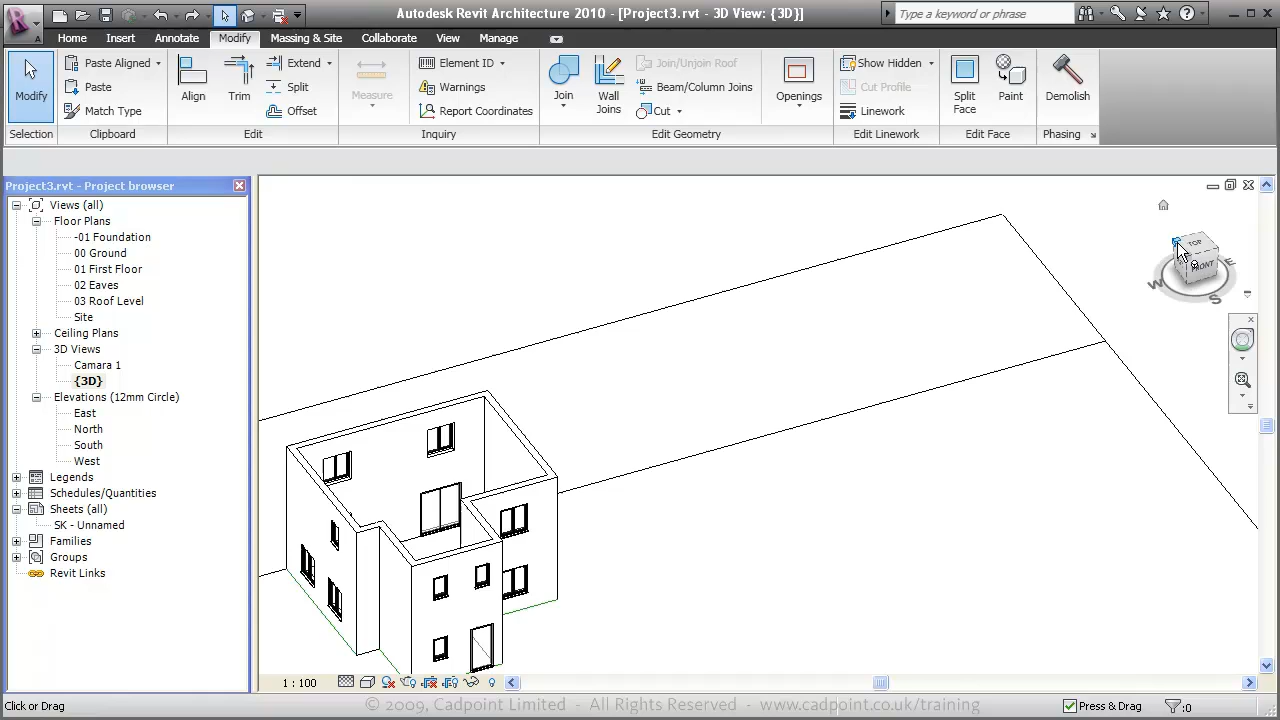 Autodesk Revit Architecture 2010 - [Project3.rvt - 3D View: {3D}]
Type a keyword or phrase
Home Insert Annotate Modify Massing & Site Collaborate View Manage
Modify
Paste Aligned
Paste
Match Type
Align
Trim
Extend
Split
Offset
Measure
Element ID
Warnings
Report Coordinates
Join
Wall
Joins
Join/Unjoin Roof
Beam/Column Joins
Cut
Openings
Show Hidden
Cut Profile
Linework
Split
Face
Paint
Demolish
Selection Clipboard Edit Inquiry Edit Geometry Edit Linework Edit Face Phasing
Project3.rvt - Project browser
Views (all)
Floor Plans
-01 Foundation
00 Ground
01 First Floor
02 Eaves
03 Roof Level
Site
Ceiling Plans
3D Views
Camara 1
{3D}
Elevations (12mm Circle)
East
North
South
West
Legends
Schedules/Quantities
Sheets (all)
SK - Unnamed
Families
Groups
Revit Links
TOP
FRONT
W
S
E
1 : 100
Click or Drag
© 2009, Cadpoint Limited - All Rights Reserved - www.cadpoint.co.uk/training
Press & Drag
:0